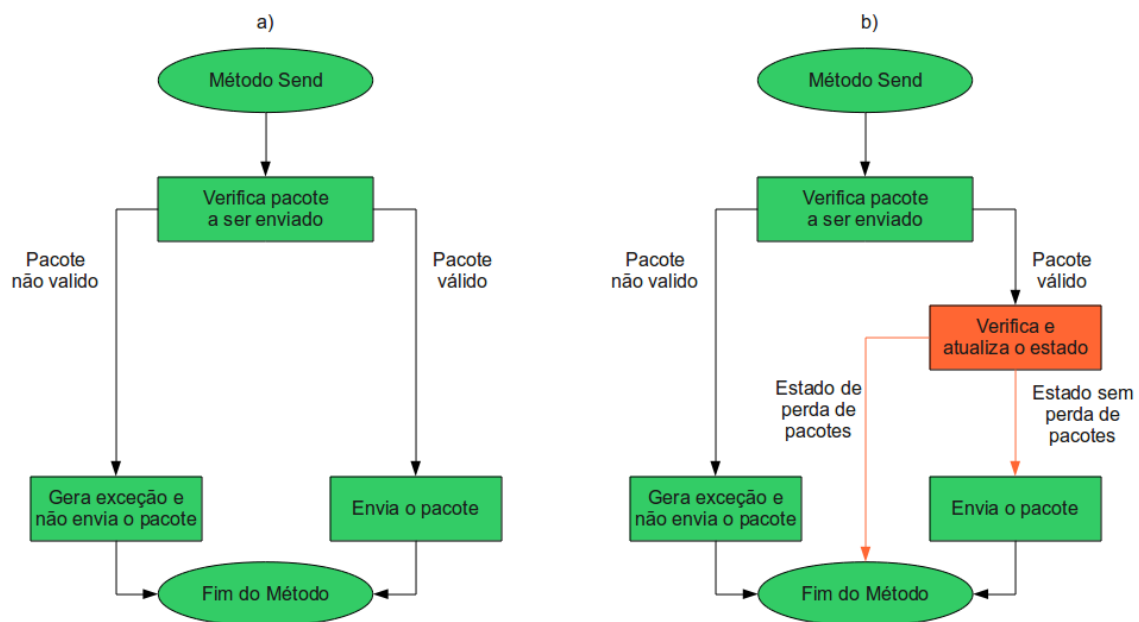 a)
Método Send
Verifica pacote
a ser enviado
Pacote
não valido
Pacote
válido
Gera exceção e
não envia o pacote
Envia o pacote
Fim do Método
b)
Método Send
Verifica pacote
a ser enviado
Pacote
não valido
Pacote
válido
Verifica e
atualiza o estado
Estado de
perda de
pacotes
Estado sem
perda de
pacotes
Gera exceção e
não envia o pacote
Envia o pacote
Fim do Método